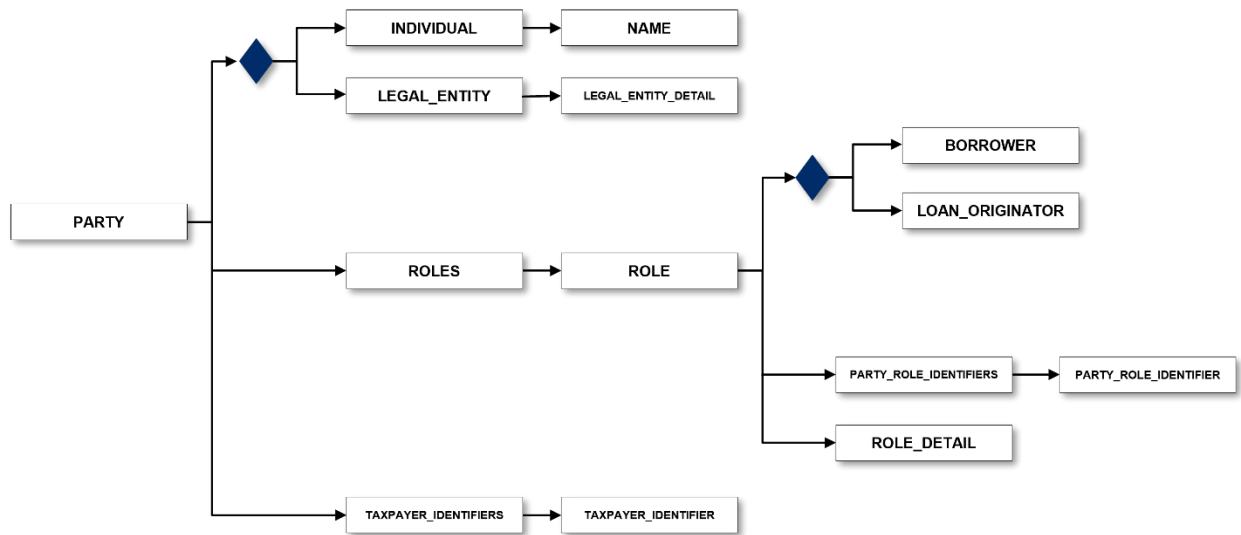 INDIVIDUAL
NAME
LEGAL_ENTITY
LEGAL_ENTITY_DETAIL
BORROWER
LOAN_ORIGINATOR
PARTY
ROLES
ROLE
PARTY_ROLE_IDENTIFIERS
PARTY_ROLE_IDENTIFIER
ROLE_DETAIL
TAXPAYER_IDENTIFIERS
TAXPAYER_IDENTIFIER